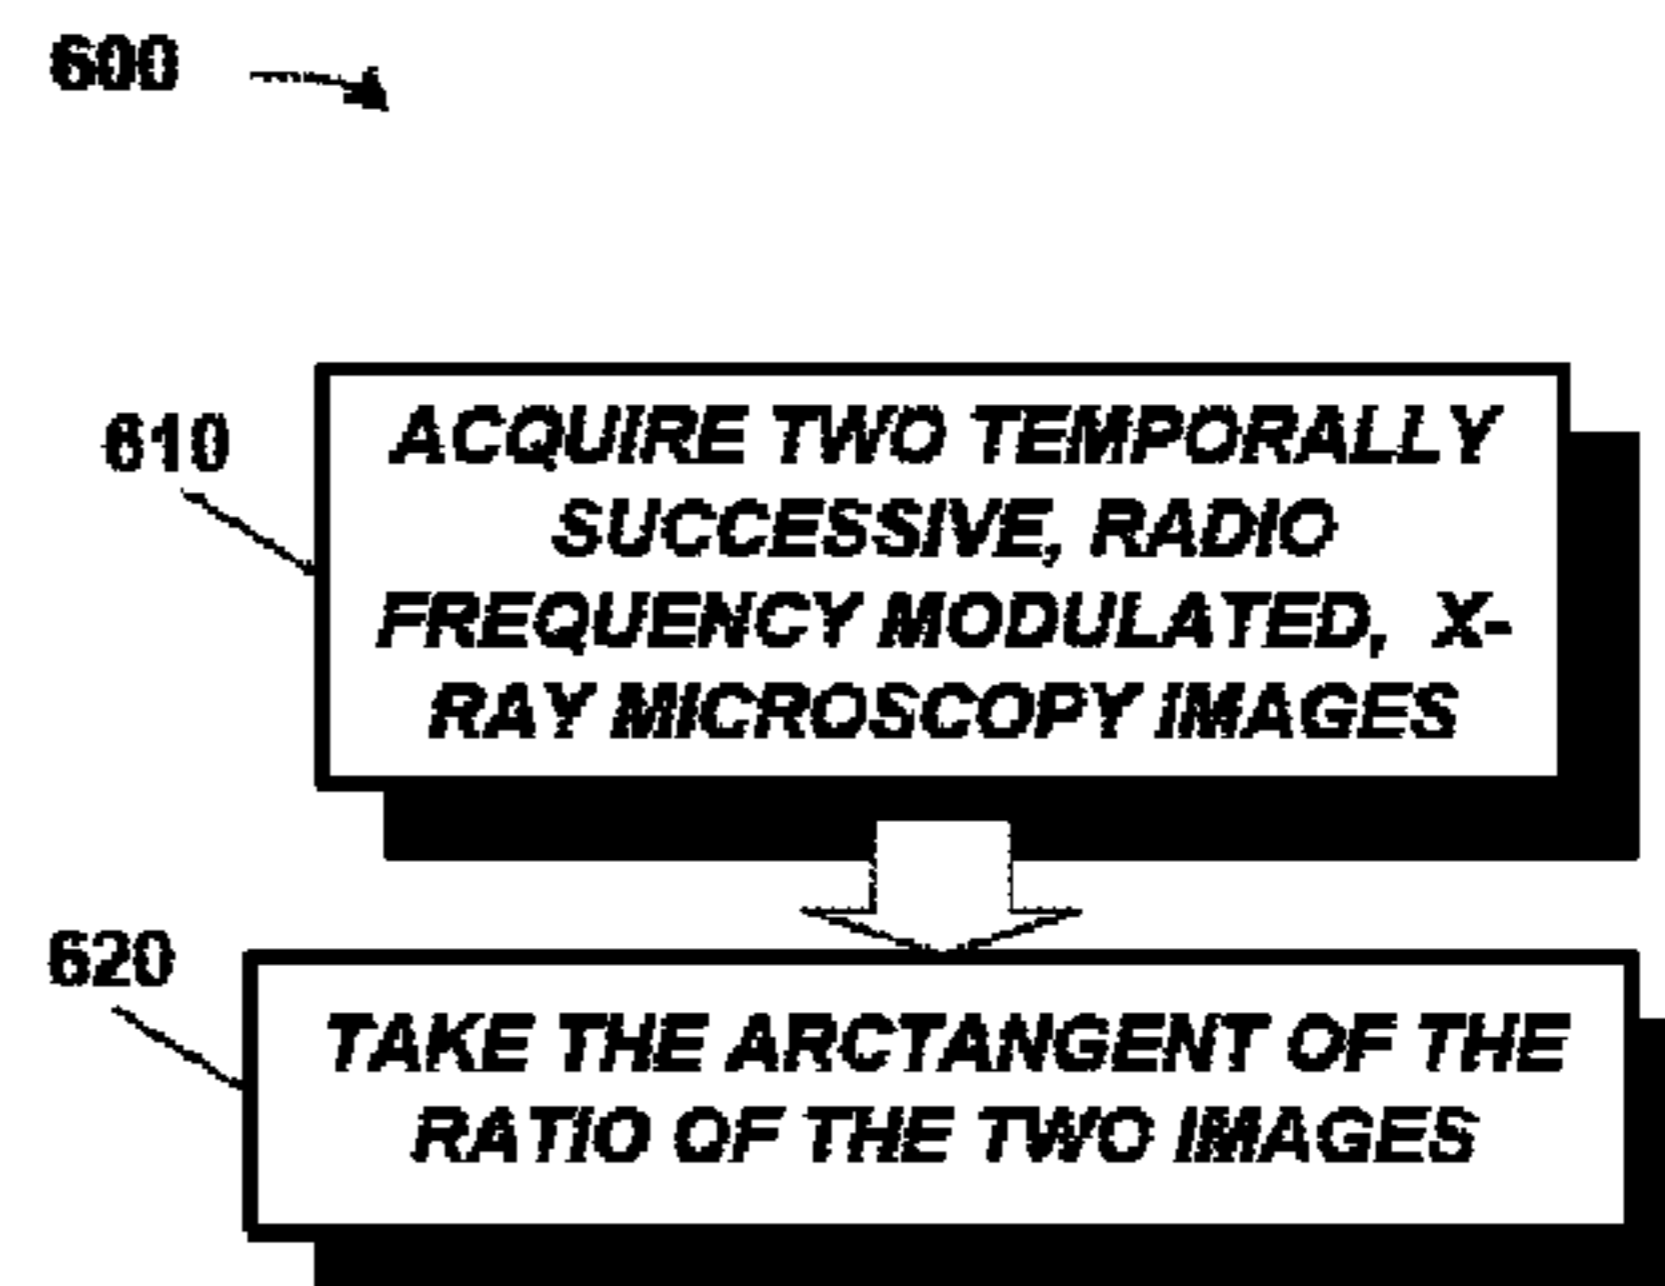 600
610
ACQUIRE TWO TEMPORALLY
SUCCESSIVE, RADIO
FREQUENCY MODULATED, X-
RAY MICROSCOPY IMAGES
620
TAKE THE ARCTANGENT OF THE
RATIO OF THE TWO IMAGES